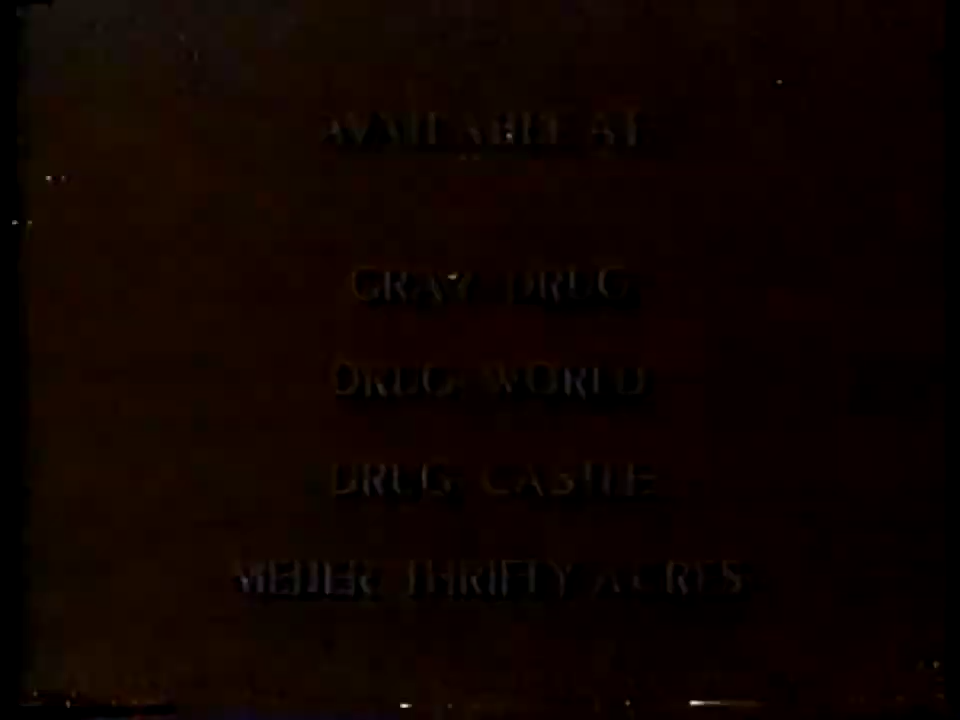 AVAILABLE AT
GRAY DRUG
DRUG WORLD
DRUG CASTLE
MEIJER THRIFTY ACRES